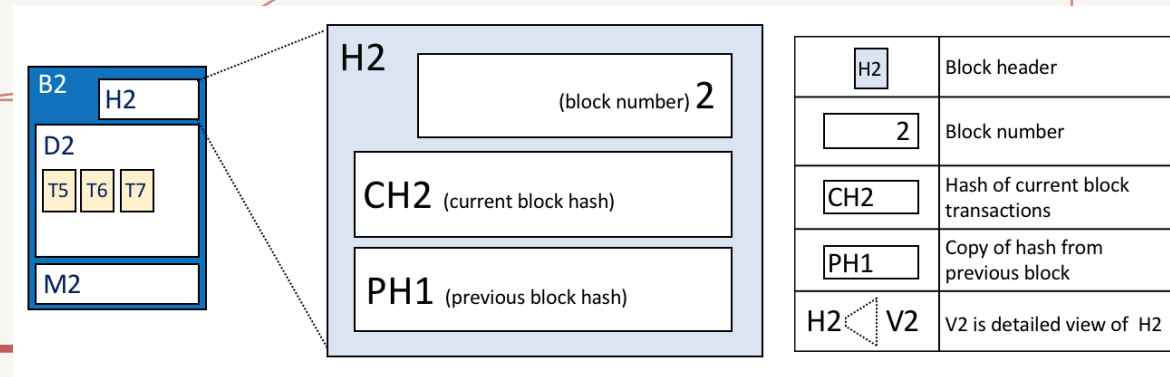 B2
H2
D2
T5 T6 T7
M2
H2
(block number) 2
CH2 (current block hash)
PH1 (previous block hash)
H2 Block header
2 Block number
CH2 Hash of current block
transactions
PH1 Copy of hash from
previous block
H2 V2 V2 is detailed view of H2